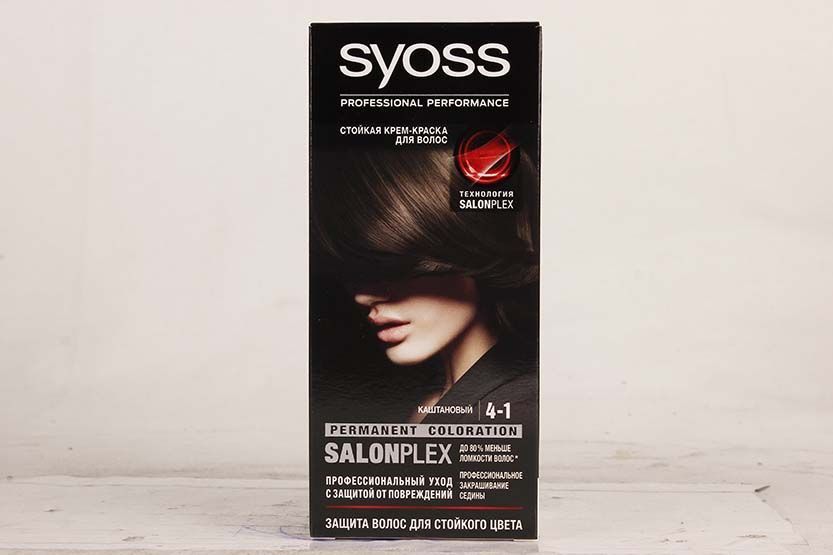 syoss
PROFESSIONAL PERFORMANCE
СТОЙКАЯ КРЕМ-КРАСКА
ДЛЯ ВОЛОС
ТЕХНОЛОГИЯ
SALONPLEX
КАШТАНОВЫЙ 4-1
PERMANENT COLORATION
SALONPLEX
ДО 80% МЕНЬШЕ
ЛОМКОСТИ ВОЛОС*
ПРОФЕССИОНАЛЬНЫЙ УХОД
С ЗАЩИТОЙ ОТ ПОВРЕЖДЕНИЙ
ПРОФЕССИОНАЛЬНОЕ
ЗАКРАШИВАНИЕ
СЕДИНЫ
ЗАЩИТА ВОЛОС ДЛЯ СТОЙКОГО ЦВЕТА